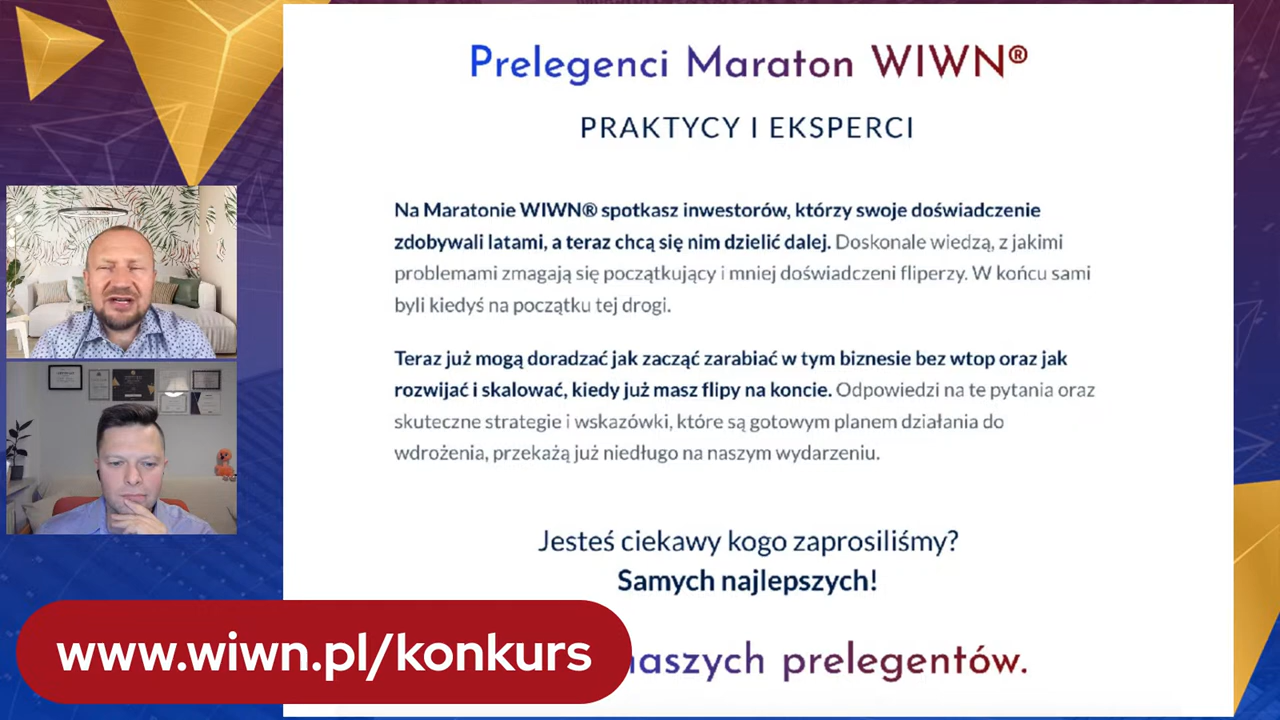 Prelegenci Maraton WIWN®
PRAKTYCY I EKSPERCI
Na Maratonie WIWN® spotkasz inwestorów, którzy swoje doświadczenie
zdobywali latami, a teraz chcą się nim dzielić dalej. Doskonale wiedzą, z jakimi
problemami zmagają się początkujący i mniej doświadczeni fliperzy. W końcu sami
byli kiedyś na początku tej drogi.
Teraz już mogą doradzać jak zacząć zarabiać w tym biznesie bez wtop oraz jak
rozwijać i skalować, kiedy już masz flipy na koncie. Odpowiedzi na te pytania oraz
skuteczne strategie i wskazówki, które są gotowym planem działania do
wdrożenia, przekażą już niedługo na naszym wydarzeniu.
Jesteś ciekawy kogo zaprosiliśmy?
Samych najlepszych!
naszych prelegentów.
www.wiwn.pl/konkurs